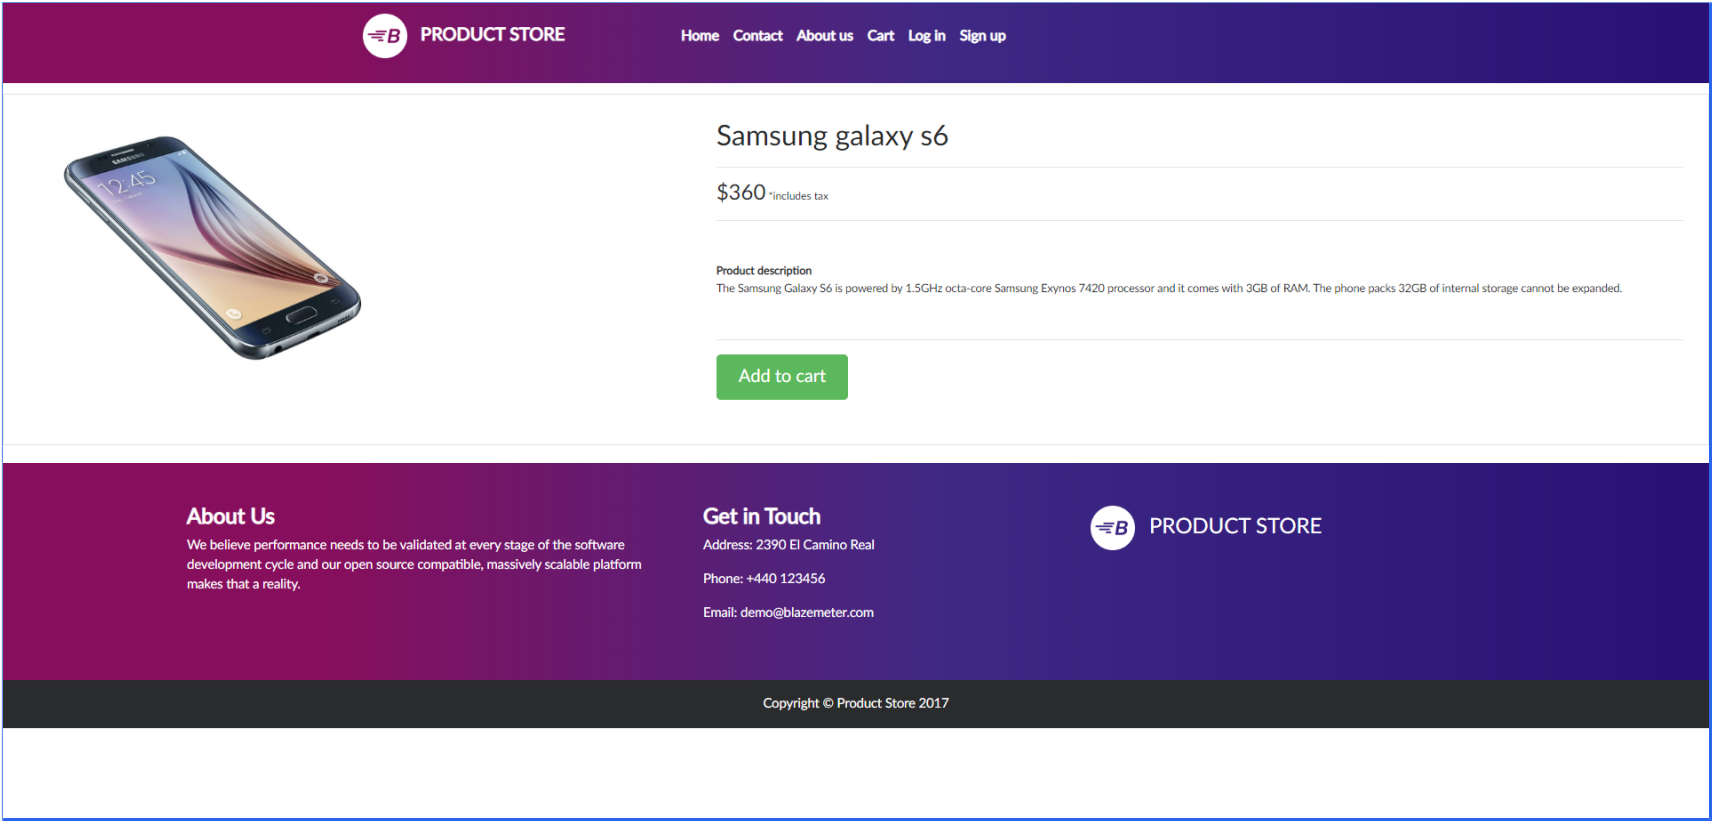 B PRODUCT STORE Home Contact About us Cart Log in Sign up
SAMSUNG
12:45
Samsung galaxy s6
$360 *includes tax
Product description
The Samsung Galaxy S6 is powered by 1.5GHz octa-core Samsung Exynos 7420 processor and it comes with 3GB of RAM. The phone packs 32GB of internal storage cannot be expanded.
Add to cart
About Us
We believe performance needs to be validated at every stage of the software
development cycle and our open source compatible, massively scalable platform
makes that a reality.
Get in Touch
Address: 2390 El Camino Real
Phone: +440 123456
Email: demo@blazemeter.com
B PRODUCT STORE
Copyright © Product Store 2017